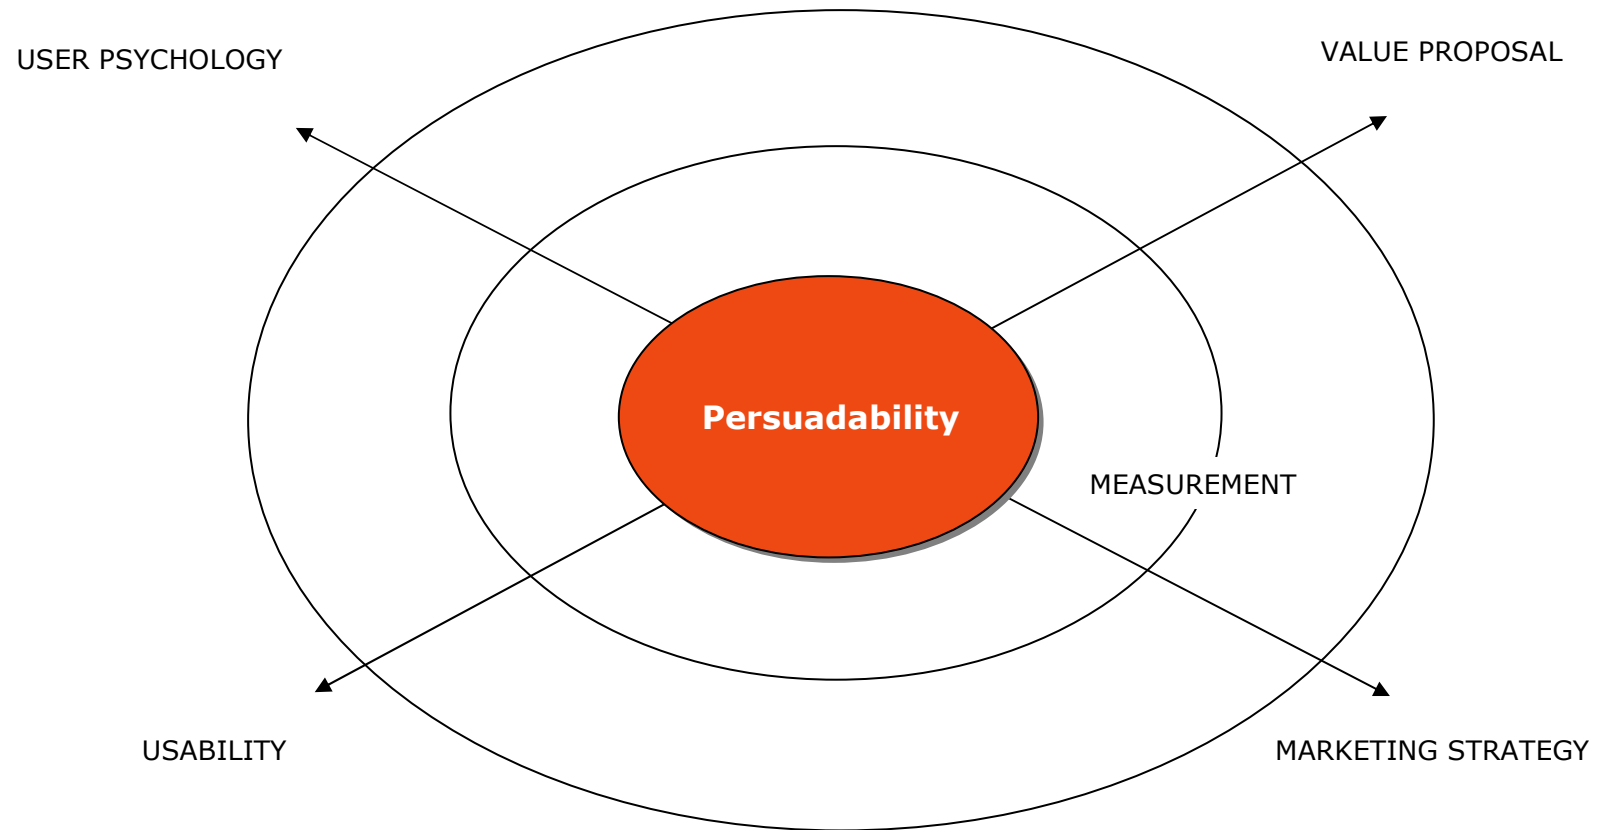 USER PSYCHOLOGY
VALUE PROPOSAL
Persuadability
MEASUREMENT
USABILITY
MARKETING STRATEGY